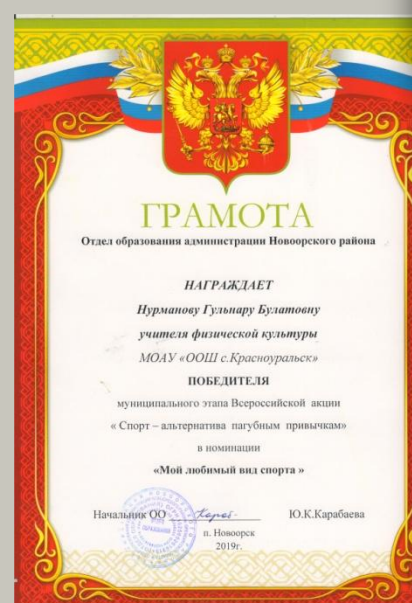 ГРАМОТА
Отдел образования администрации Новоорского района
НАГРАЖДАЕТ
Нурманову Гульнару Булатовну
учителя физической культуры
МОАУ «ООШ с.Красноуральск»
ПОБЕДИТЕЛЯ
муниципального этапа Всероссийской акции
« Спорт – альтернатива пагубным привычкам»
в номинации
«Мой любимый вид спорта »
Начальник ОО Ю.К.Карабаева
п. Новоорск
2019г.